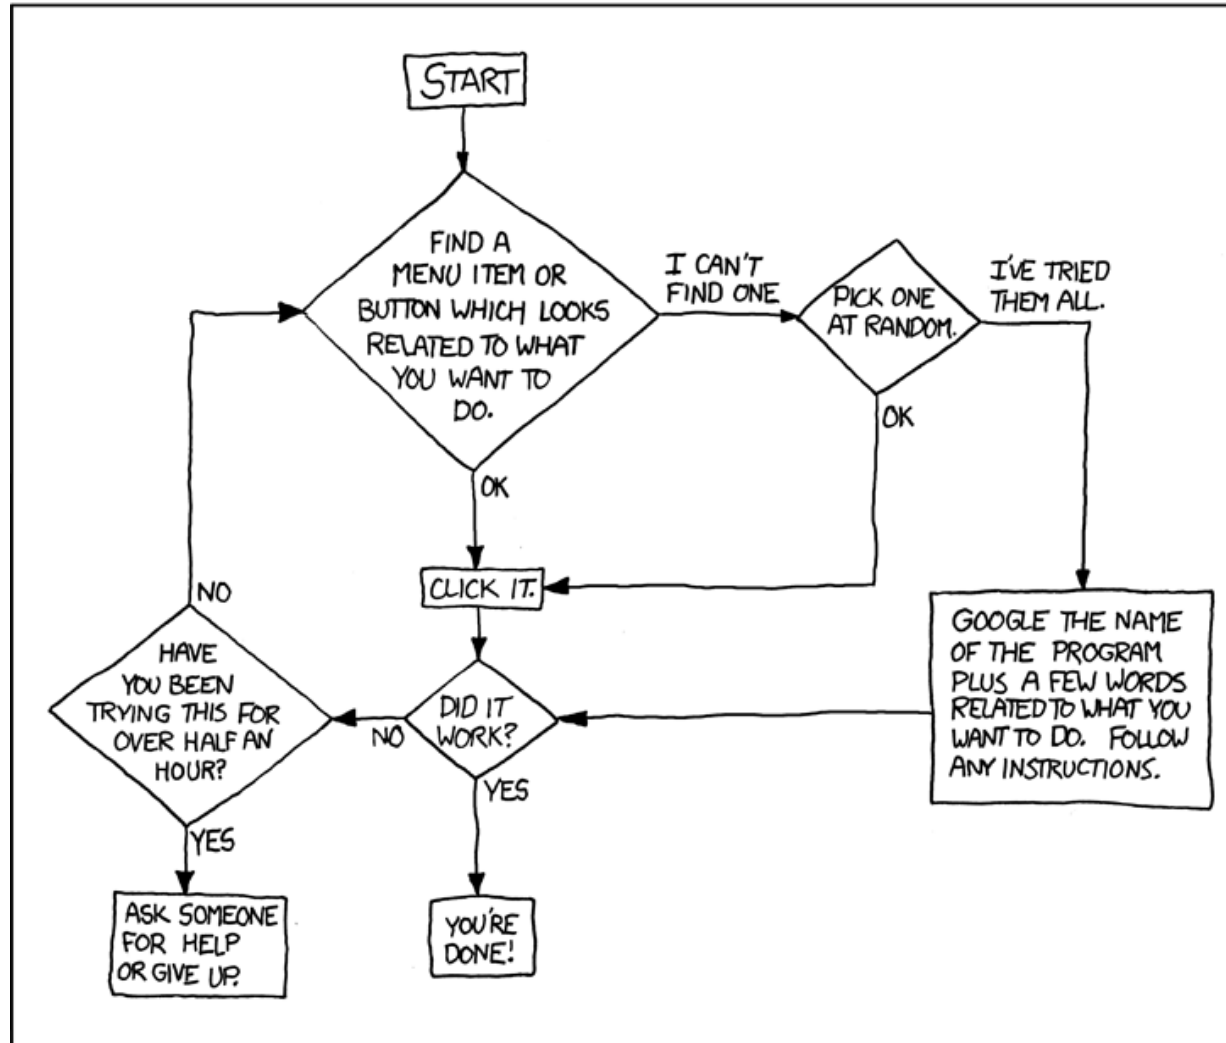 START
FIND A
MENU ITEM OR
BUTTON WHICH LOOKS
RELATED TO WHAT
YOU WANT TO
DO.
I CAN'T
FIND ONE
PICK ONE
AT RANDOM.
I'VE TRIED
THEM ALL.
OK
OK
CLICK IT.
NO
HAVE
YOU BEEN
TRYING THIS FOR
OVER HALF AN
HOUR?
NO
DID IT
WORK?
GOOGLE THE NAME
OF THE PROGRAM
PLUS A FEW WORDS
RELATED TO WHAT YOU
WANT TO DO. FOLLOW
ANY INSTRUCTIONS.
YES
YES
ASK SOMEONE
FOR HELP
OR GIVE UP.
YOU'RE
DONE!